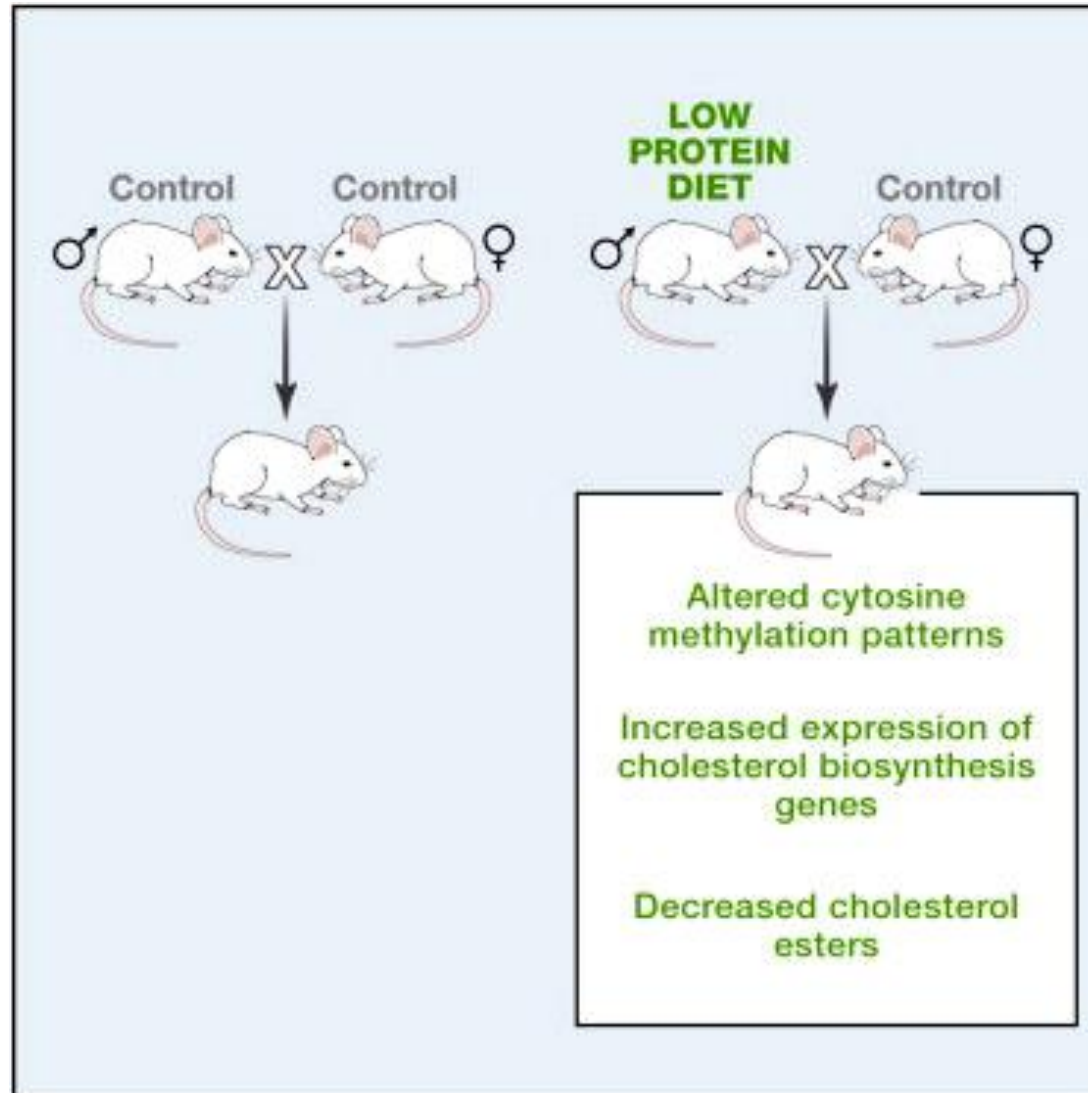 Control
Control
♂
X
♀
LOW
PROTEIN
DIET
Control
♂
X
♀
Altered cytosine
methylation patterns
Increased expression of
cholesterol biosynthesis
genes
Decreased cholesterol
esters